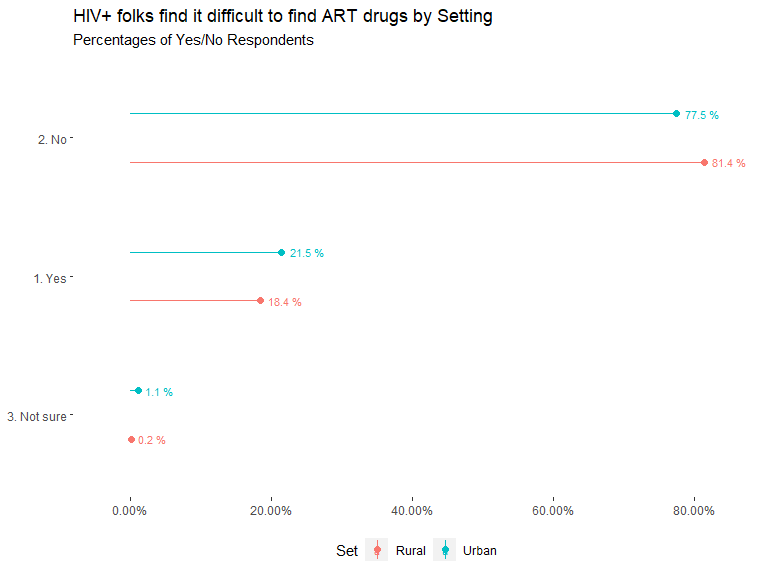 HIV+ folks find it difficult to find ART drugs by Setting
Percentages of Yes/No Respondents
77.5 %
2. No
81.4 %
21.5 %
1. Yes
18.4 %
1.1 %
3. Not sure
0.2 %
0.00% 20.00% 40.00% 60.00% 80.00%
Set Rural Urban